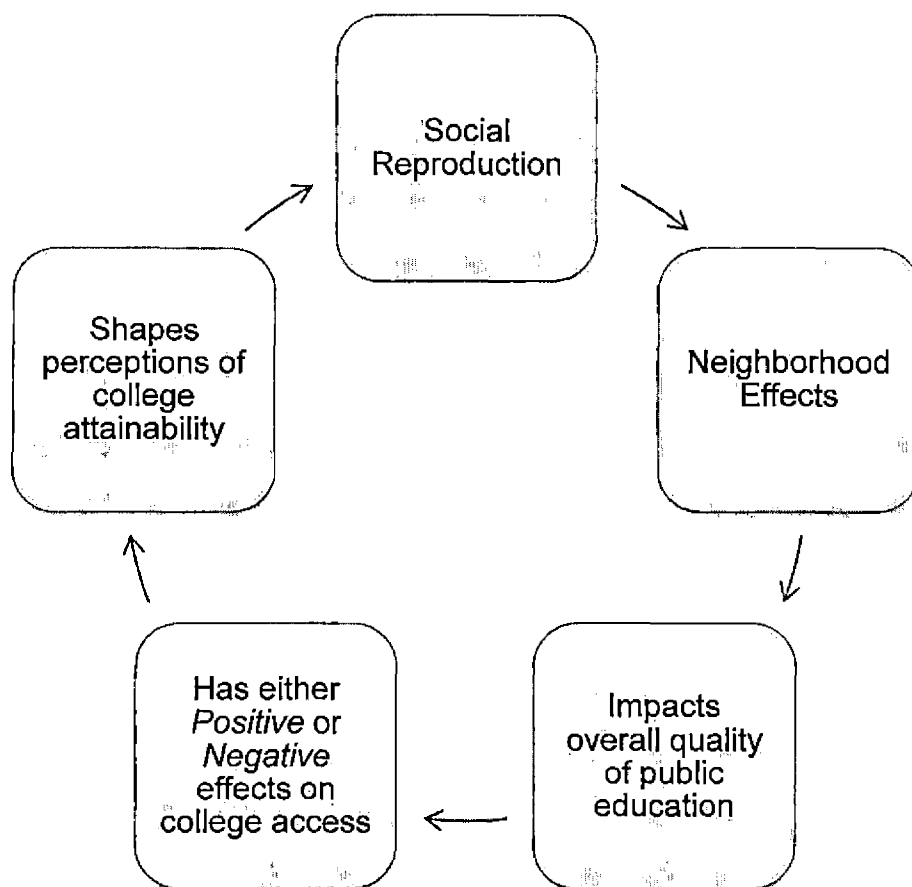 Social
Reproduction
Neighborhood
Effects
Impacts
overall quality
of public
education
Has either
Positive or
Negative
effects on
college access
Shapes
perceptions of
college
attainability